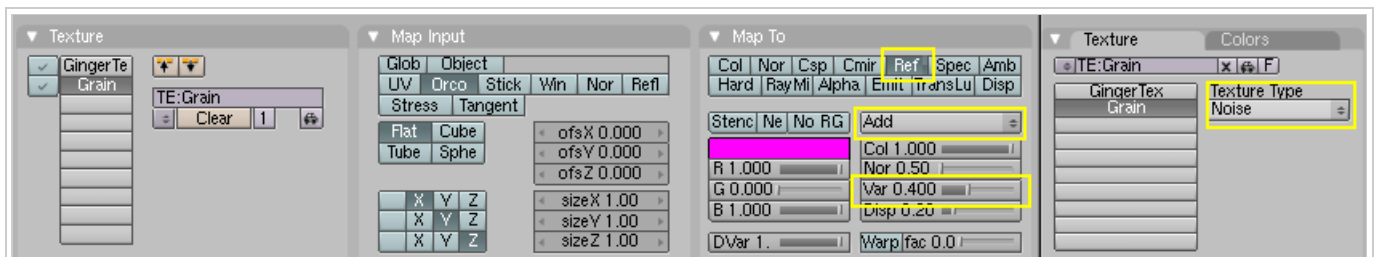 Texture
GingerTe
Grain
TE:Grain
Clear 1
Map Input
Glob Object
UV Orco Stick Win Nor Refl
Stress Tangent
Flat Cube
Tube Sphe
ofsX 0.000
ofsY 0.000
ofsZ 0.000
X Y Z
X Y Z
X Y Z
sizeX 1.00
sizeY 1.00
sizeZ 1.00
Map To
Col Nor Csp Cmir Ref Spec Amb
Hard RayMi Alpha Emit TransLu Disp
Stenc Ne No RG
R 1.000
G 0.000
B 1.000
DVar 1.
Add
Col 1.000
Nor 0.50
Var 0.400
Disp 0.20
Warp fac 0.0
Texture Colors
TE:Grain X F
GingerTex
Grain
Texture Type
Noise